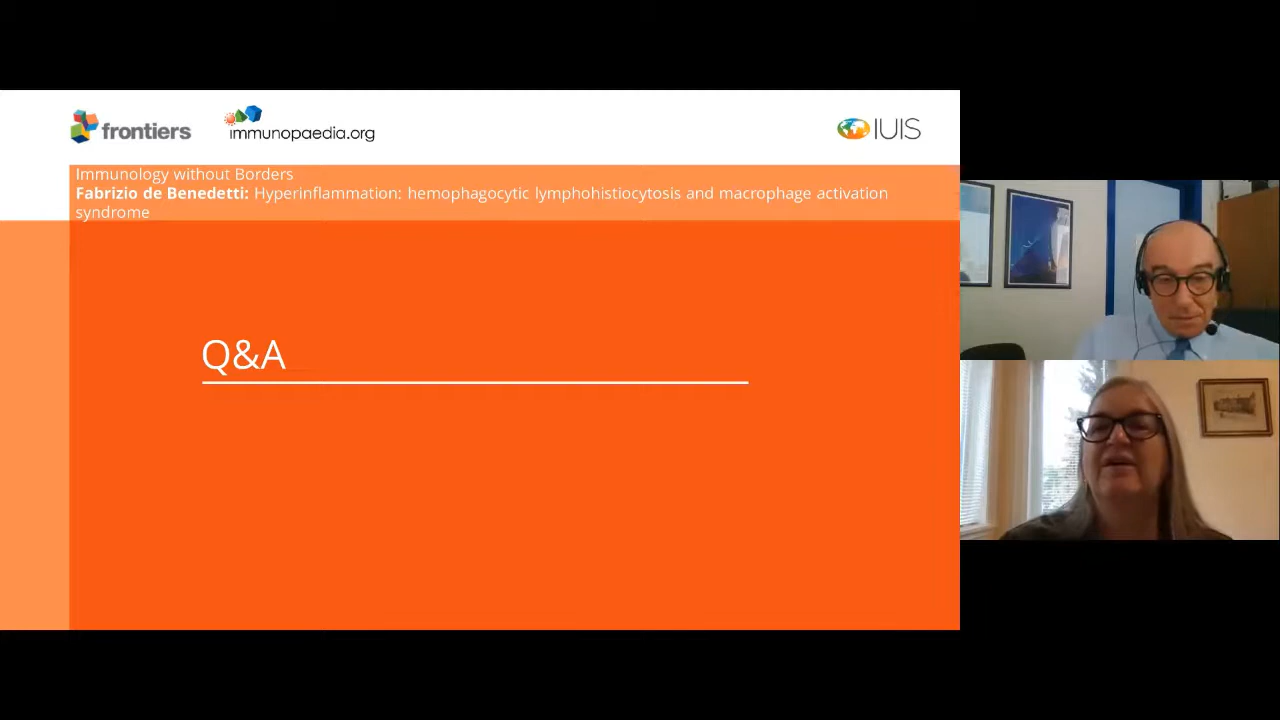 frontiers
immunopaedia.org
IUIS
Immunology without Borders
Fabrizio de Benedetti: Hyperinflammation: hemophagocytic lymphohistiocytosis and macrophage activation
syndrome
Q&A